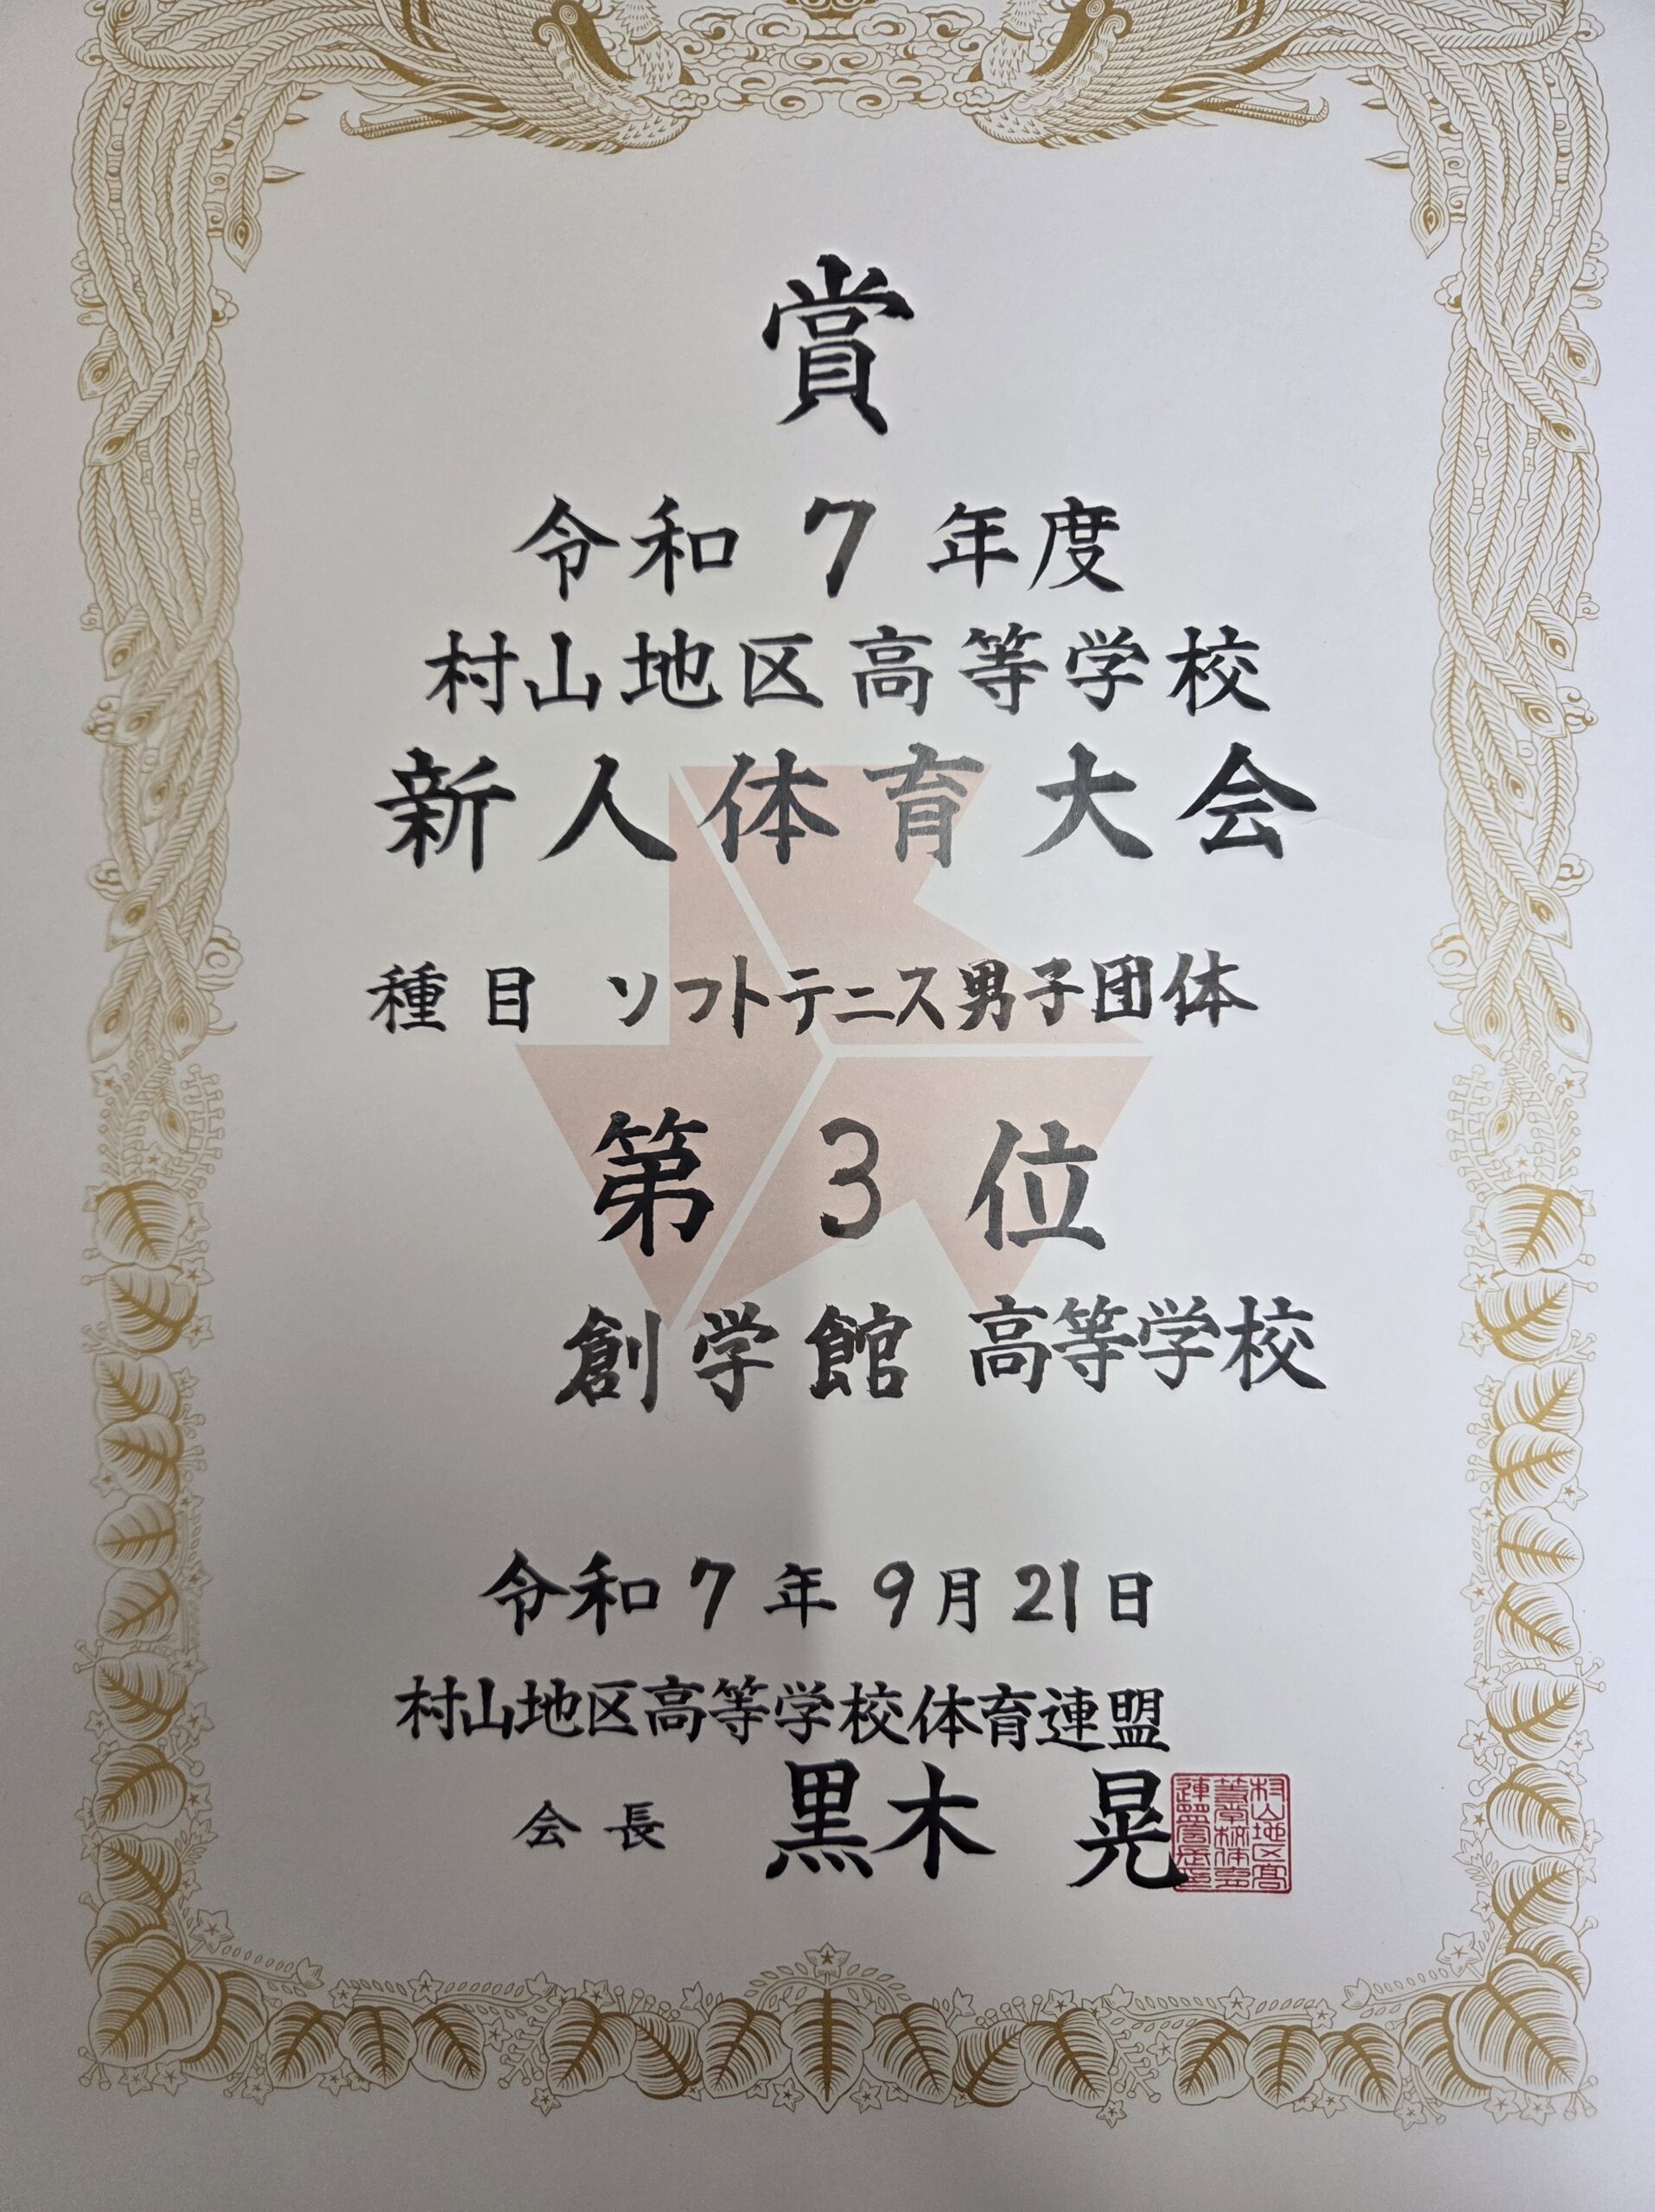 賞
令和7年度
村山地区高等学校
新人体育大会
種目 ソフトテニス男子団体
第3位
創学館 高等学校
令和7年9月21日
村山地区高等学校体育連盟
会長 黒木 晃